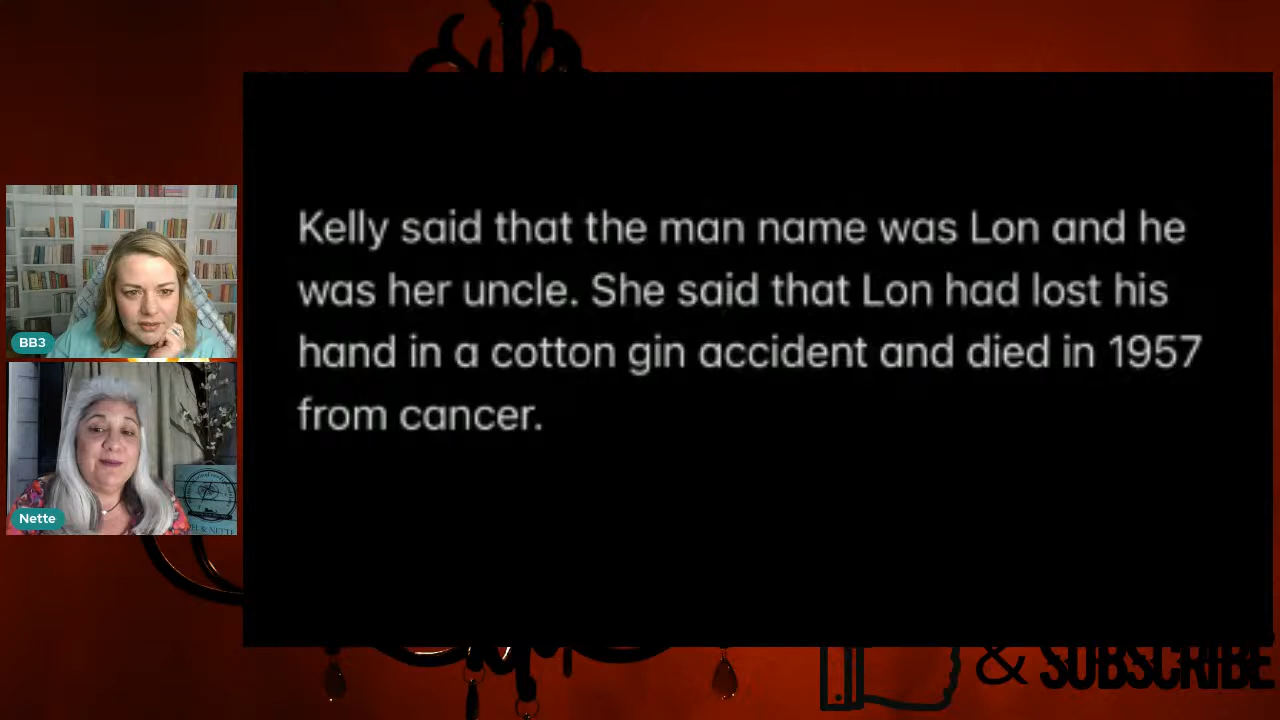 Kelly said that the man name was Lon and he
was her uncle. She said that Lon had lost his
hand in a cotton gin accident and died in 1957
from cancer.
BB3
Nette
& NETTE
& SUBSCRIBE